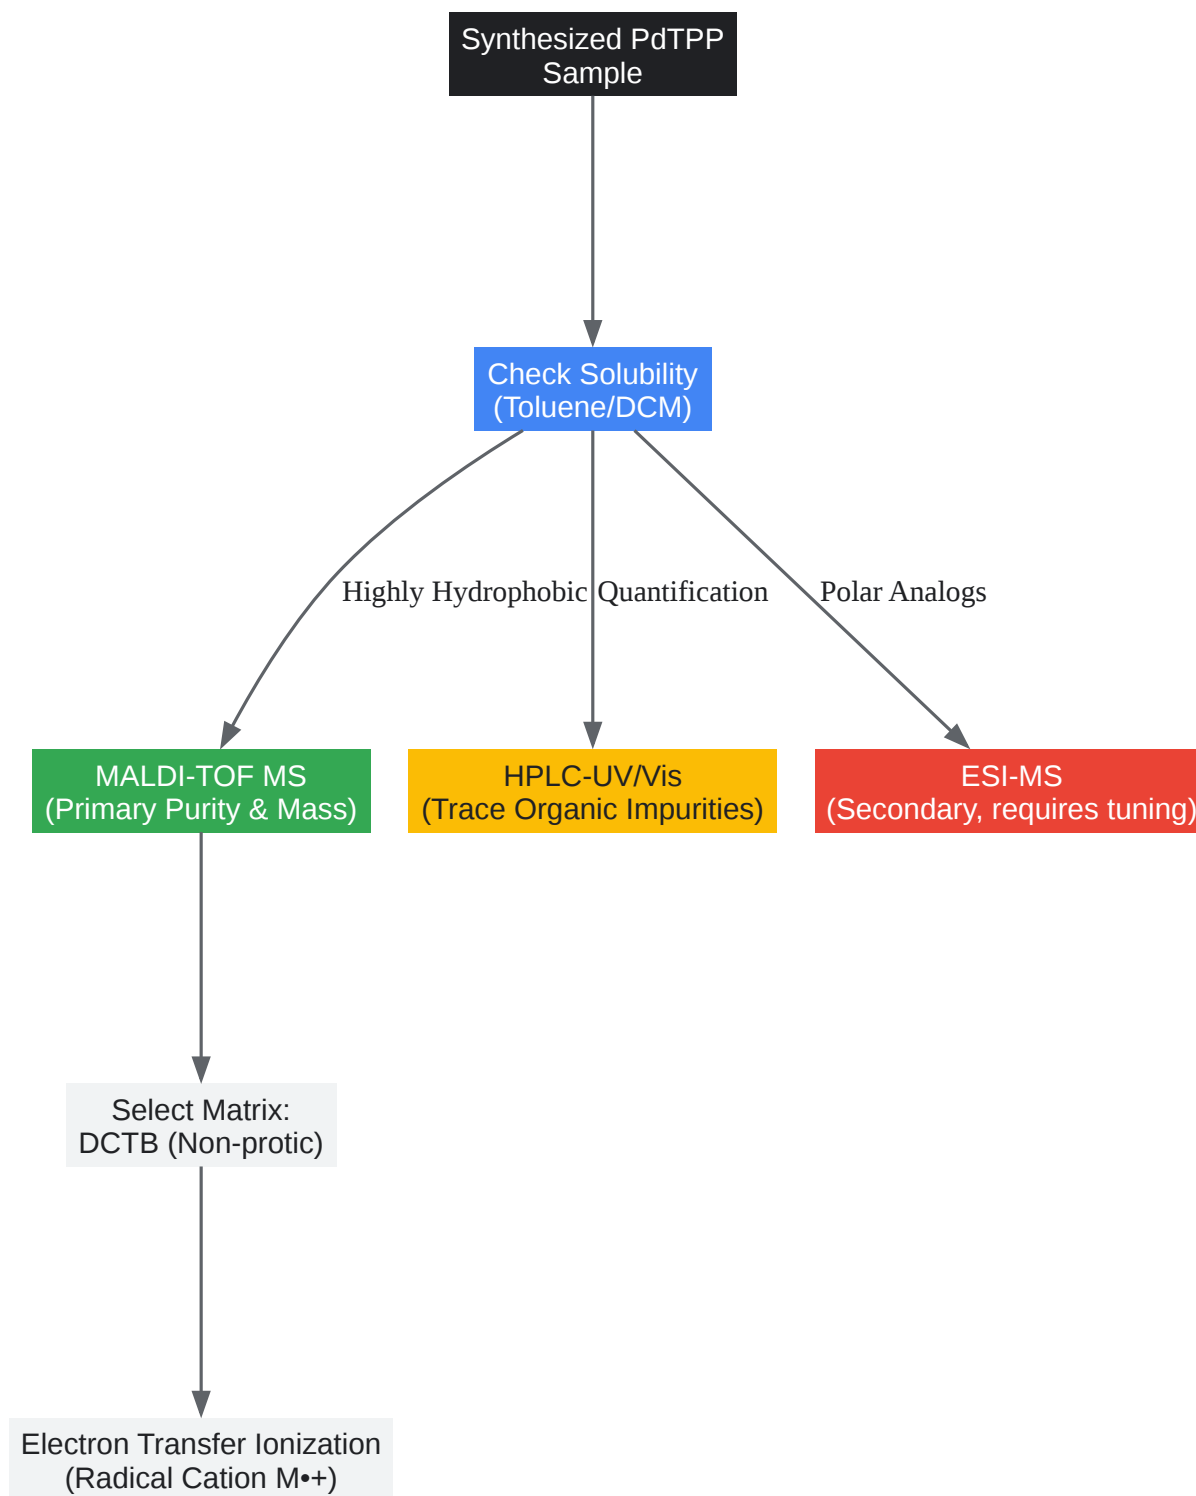 Synthesized PdTPP
Sample
Check Solubility
(Toluene/DCM)
Highly Hydrophobic
Quantification
Polar Analogs
MALDI-TOF MS
(Primary Purity & Mass)
HPLC-UV/Vis
(Trace Organic Impurities)
ESI-MS
(Secondary, requires tuning)
Select Matrix:
DCTB (Non-protic)
Electron Transfer Ionization
(Radical Cation M•+)